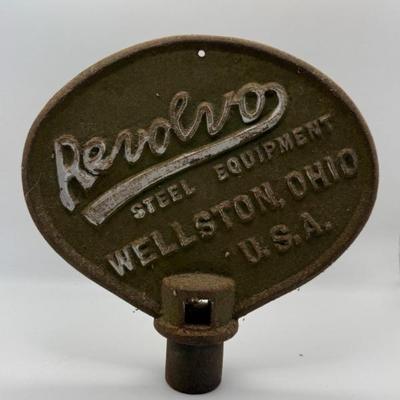 Revolvo
STEEL EQUIPMENT
WELLSTON, OHIO
U.S.A.